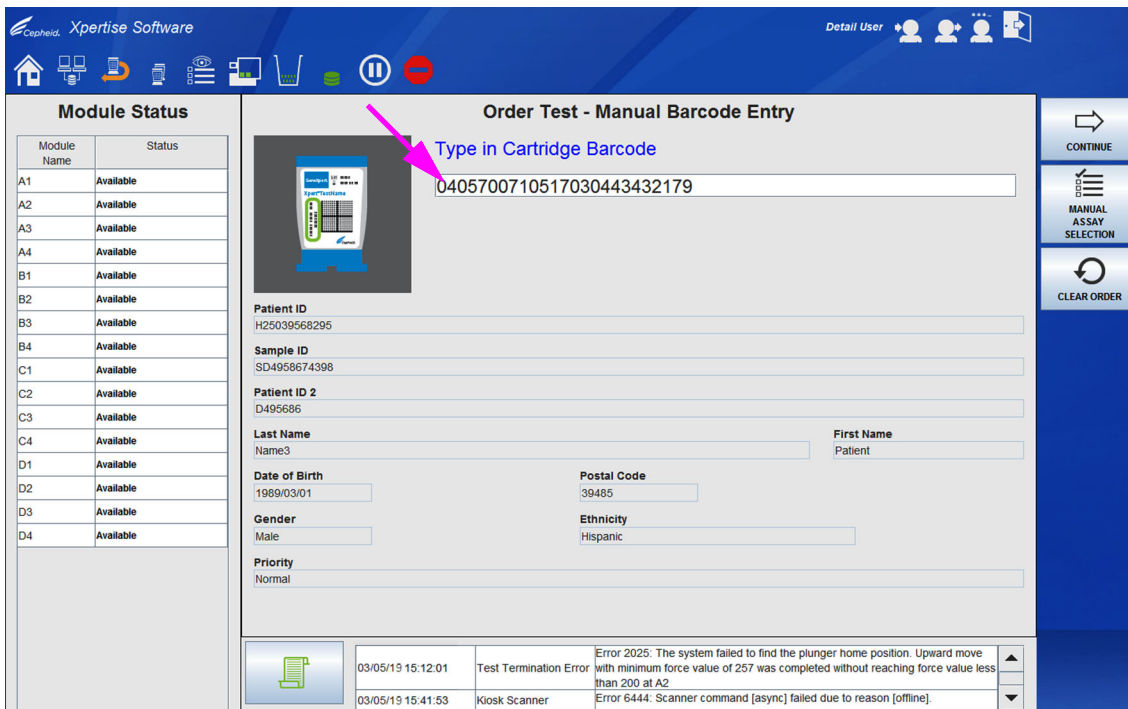 Cepheid. Xpertise Software
Detail User
Module Status
Module Name
Status
A1 Available
A2 Available
A3 Available
A4 Available
B1 Available
B2 Available
B3 Available
B4 Available
C1 Available
C2 Available
C3 Available
C4 Available
D1 Available
D2 Available
D3 Available
D4 Available
Order Test - Manual Barcode Entry
Type in Cartridge Barcode
0405700710517030443432179
GeneXpert
Xpert®TestName
Cepheid
Patient ID
H25039568295
Sample ID
SD4958674398
Patient ID 2
D495686
Last Name
First Name
Name3
Patient
Date of Birth
Postal Code
1989/03/01
39485
Gender
Ethnicity
Male
Hispanic
Priority
Normal
03/05/19 15:12:01
Test Termination Error
Error 2025: The system failed to find the plunger home position. Upward move
with minimum force value of 257 was completed without reaching force value less
than 200 at A2
03/05/19 15:41:53
Kiosk Scanner
Error 6444: Scanner command [async] failed due to reason [offline].
CONTINUE
MANUAL
ASSAY
SELECTION
CLEAR ORDER